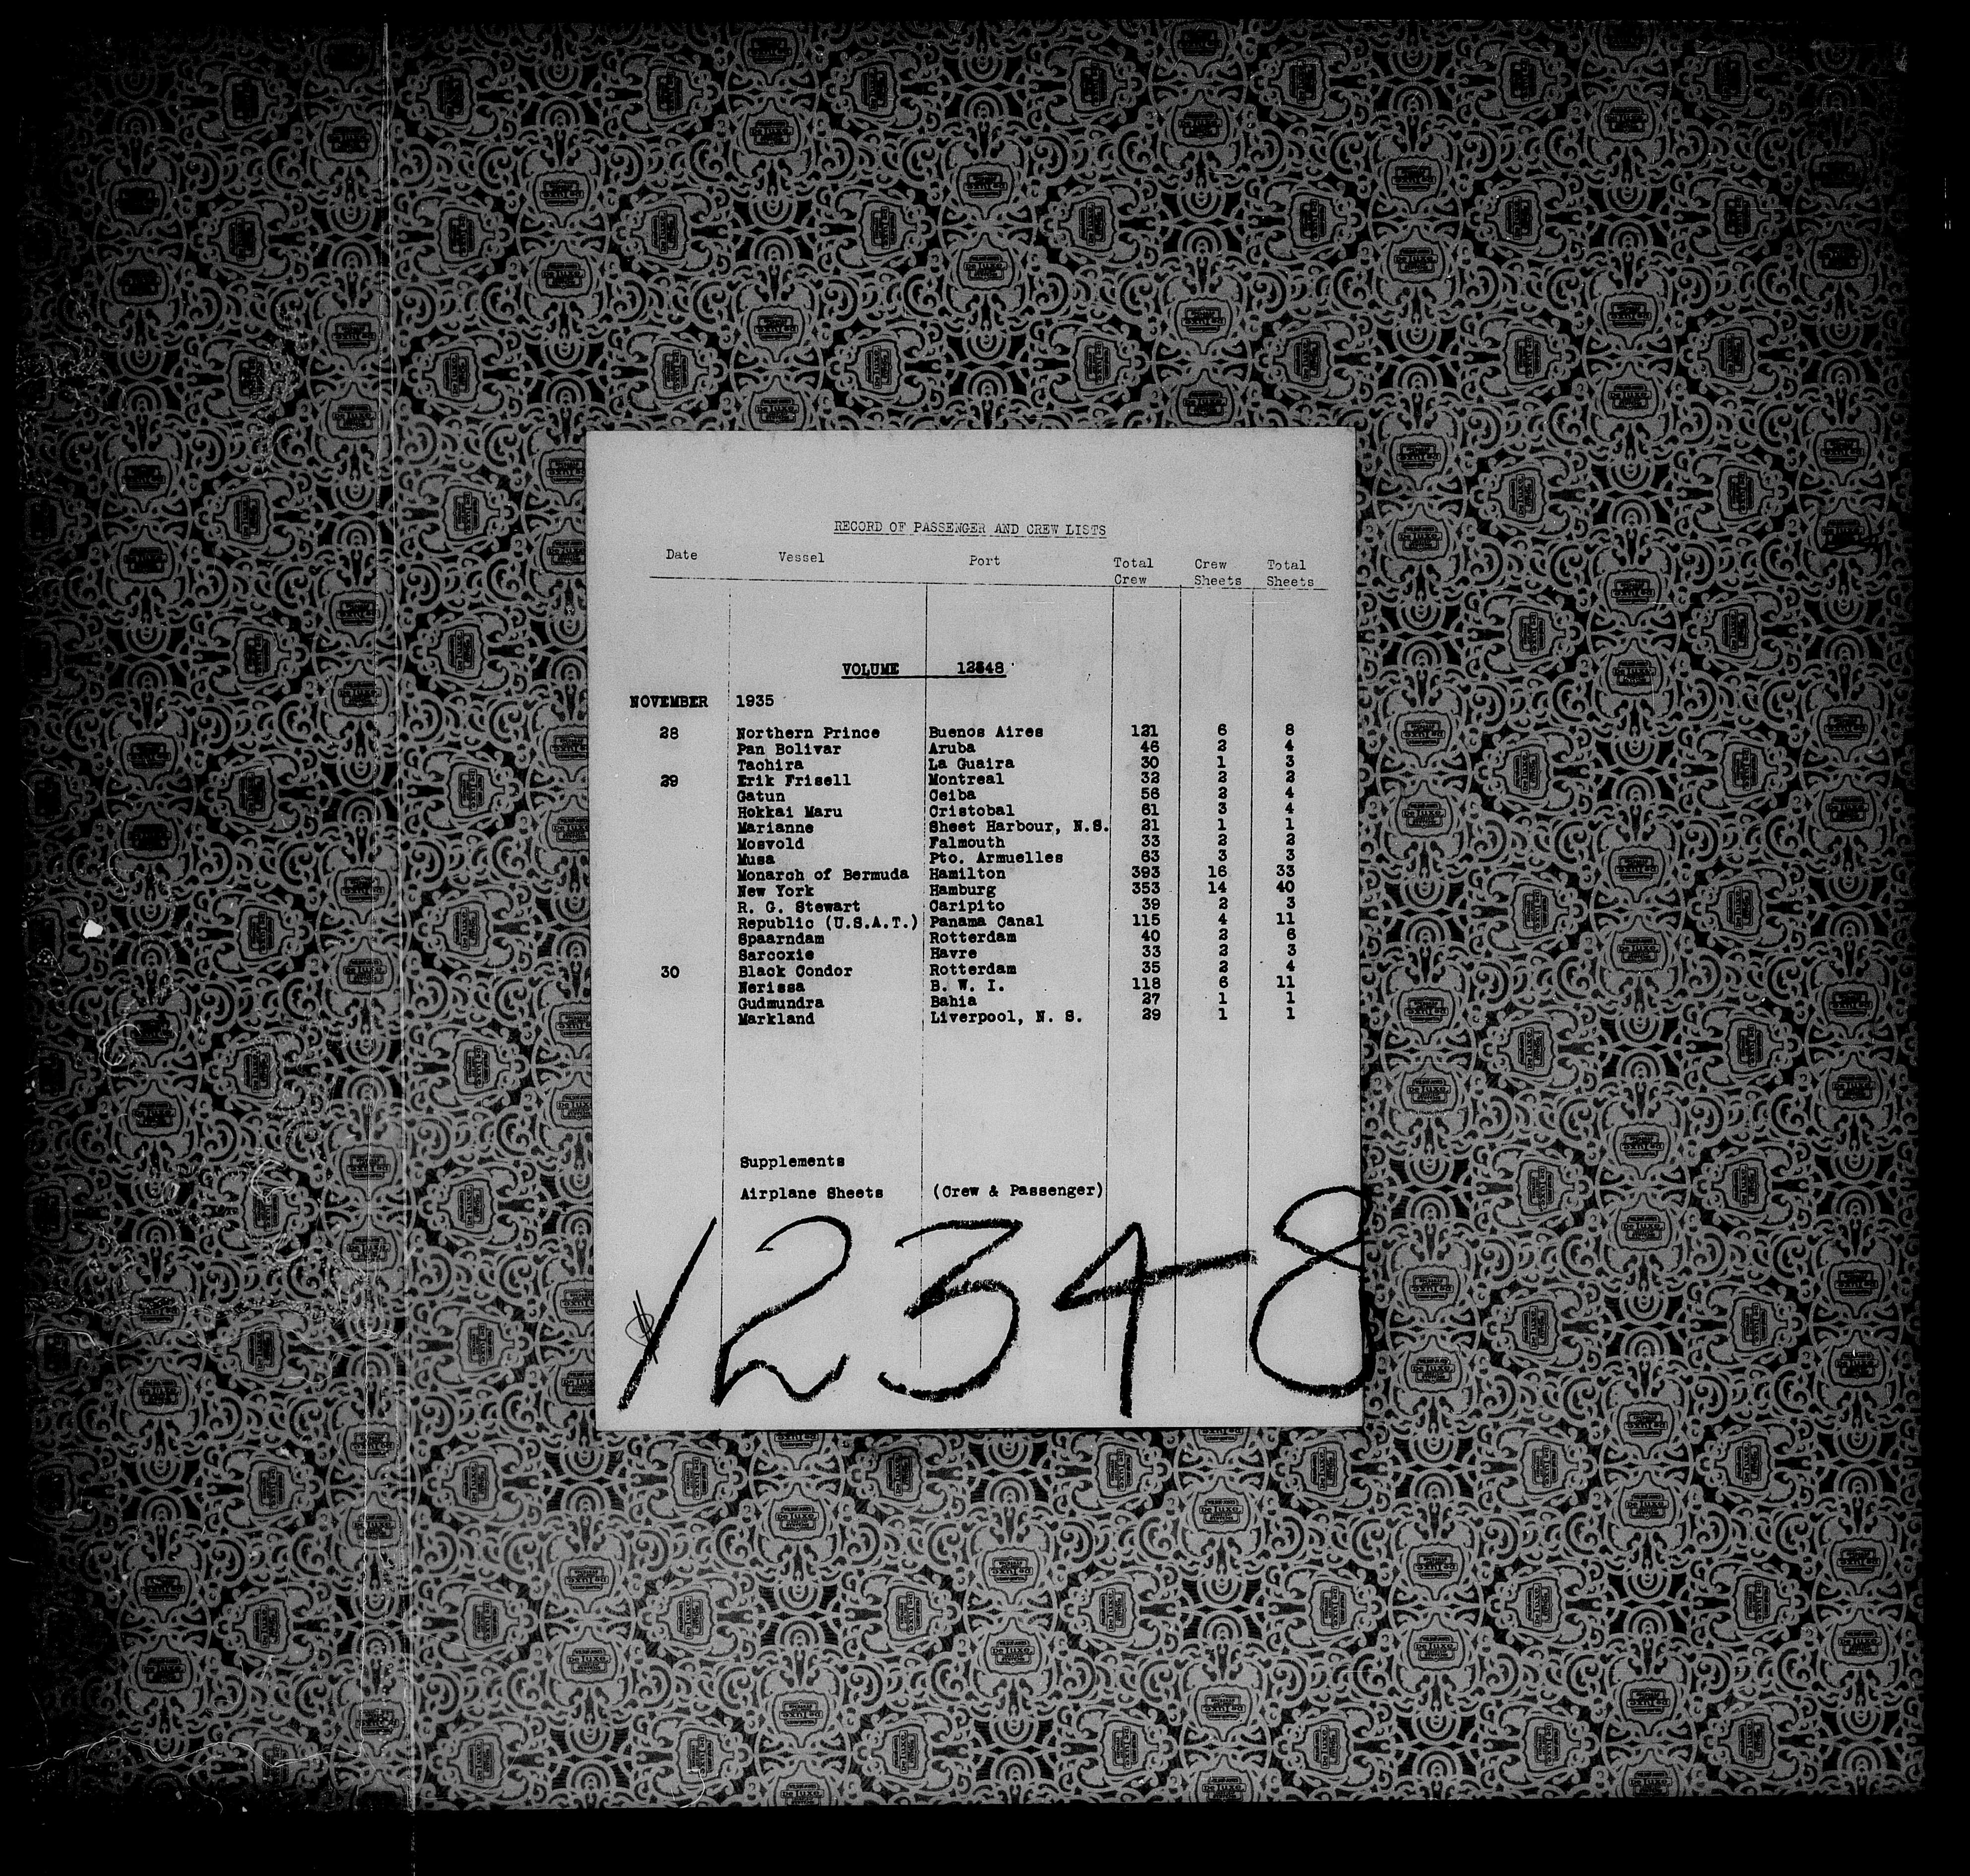 RECORD OF PASSENGER AND CREW LISTS
Date Vessel Port Total Crew Crew Sheets Total Sheets
VOLUME 12348
NOVEMBER 1935
28 Northern Prince Buenos Aires 121 6 8
Pan Bolivar Aruba 46 2 4
Tachira La Guaira 30 1 3
29 Erik Frisell Montreal 32 2 2
Gatun Ceiba 56 2 4
Hokkai Maru Cristobal 61 3 4
Marianne Sheet Harbour, N.S. 21 1 1
Mosvold Falmouth 33 2 2
Musa Pto. Armuelles 63 3 3
Monarch of Bermuda Hamilton 393 16 33
New York Hamburg 353 14 40
R. G. Stewart Caripito 39 2 3
Republic (U.S.A.T.) Panama Canal 115 4 11
Spaarndam Rotterdam 40 2 6
Sarcoxie Havre 33 2 3
30 Black Condor Rotterdam 35 2 4
Nerissa B. W. I. 118 6 11
Gudmundra Bahia 27 1 1
Markland Liverpool, N. S. 29 1 1
Supplements
Airplane Sheets (Crew & Passenger)
12348